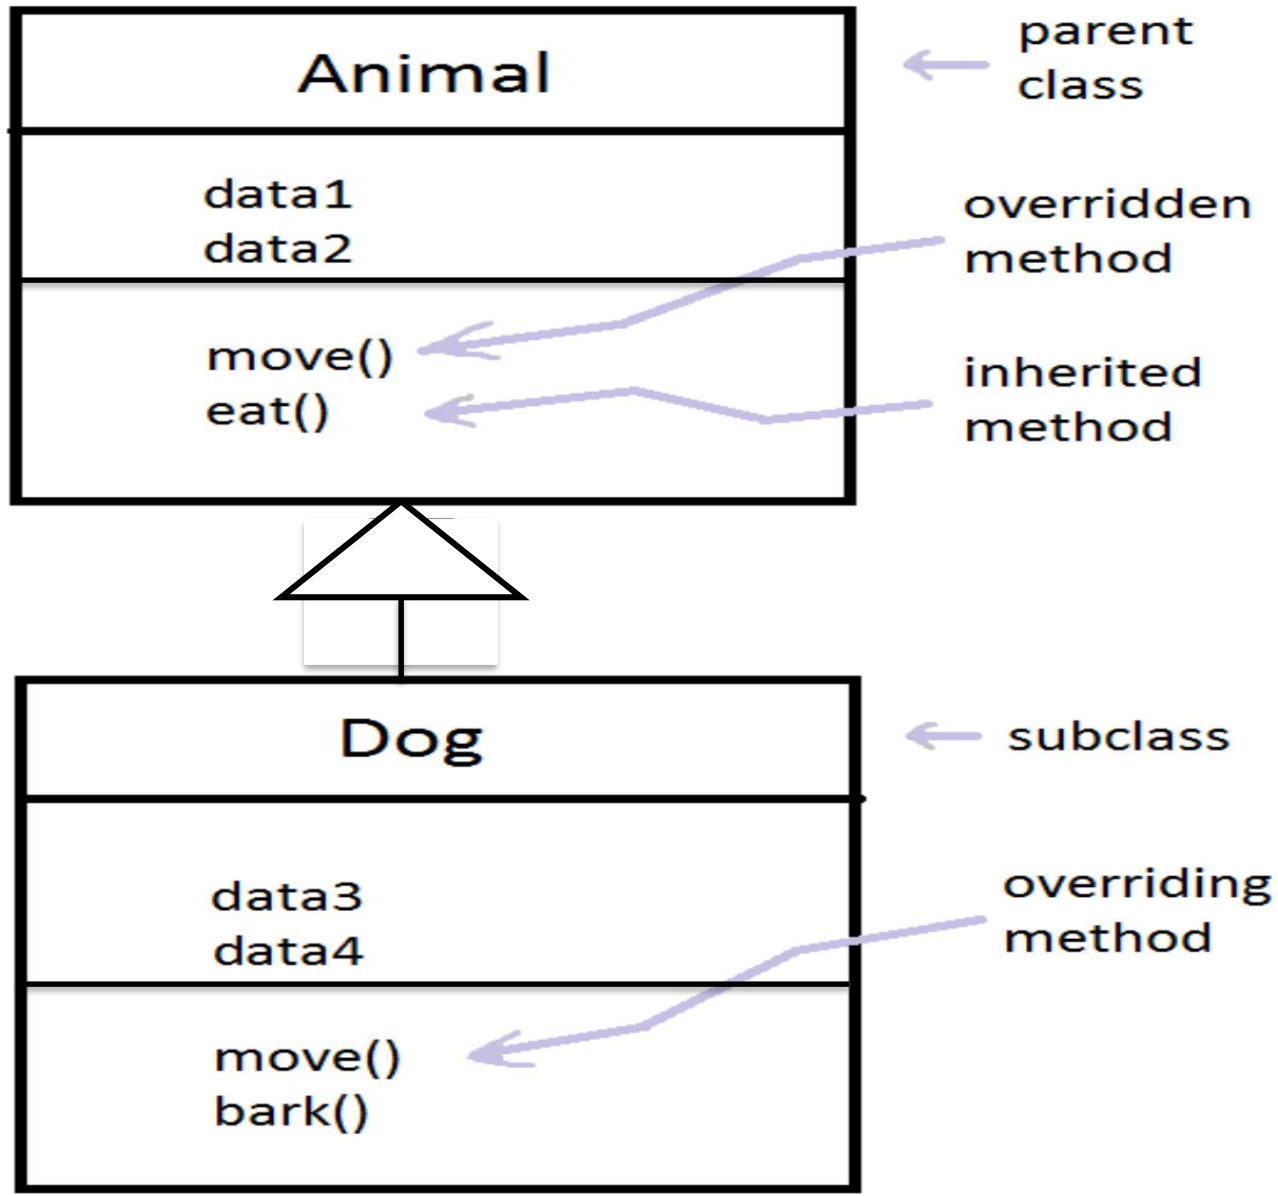 Animal
parent
class
data1
data2
overridden
method
move()
eat()
inherited
method
Dog
subclass
data3
data4
overriding
method
move()
bark()